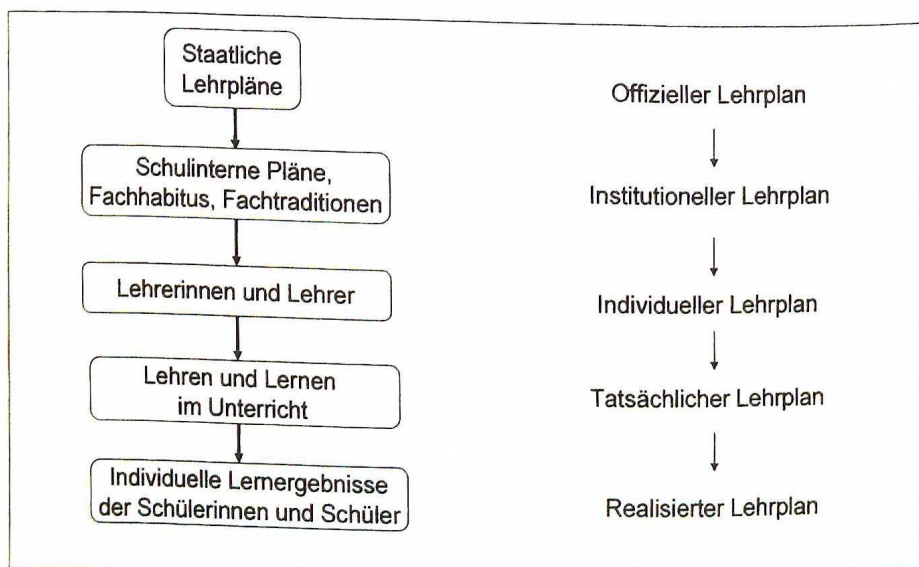 Staatliche
Lehrpläne
Offizieller Lehrplan
Schulinterne Pläne,
Fachhabitus, Fachtraditionen
Institutioneller Lehrplan
Lehrerinnen und Lehrer
Individueller Lehrplan
Lehren und Lernen
im Unterricht
Tatsächlicher Lehrplan
Individuelle Lernergebnisse
der Schülerinnen und Schüler
Realisierter Lehrplan